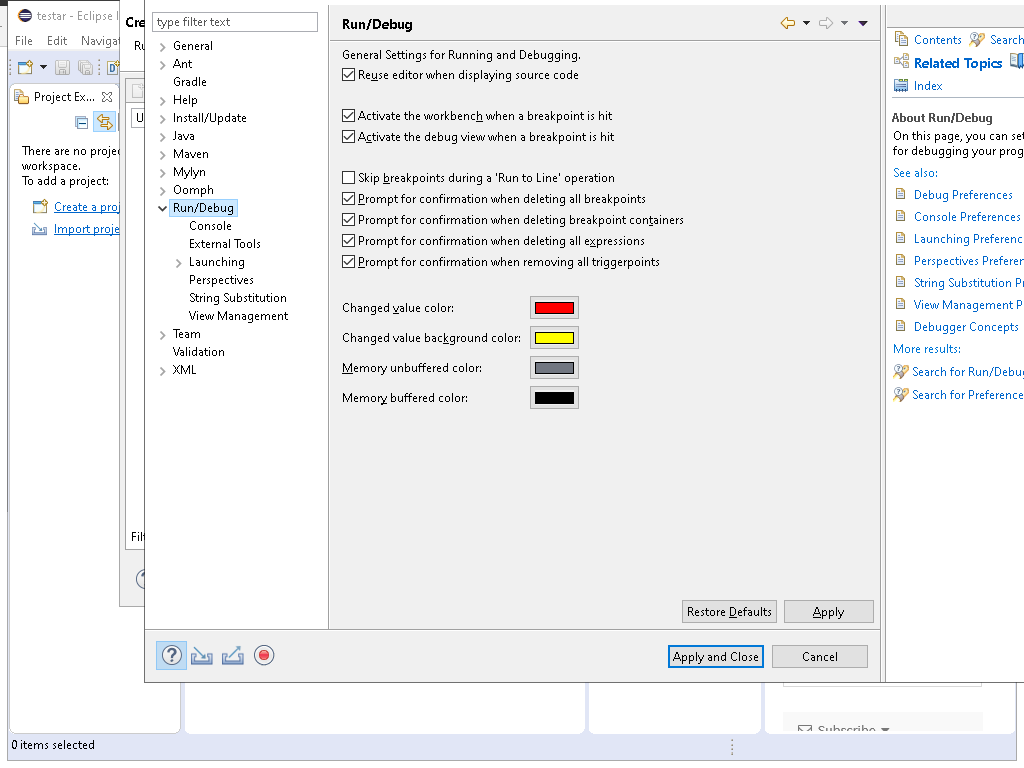 testar - Eclipse I
File Edit Navigat
Project Ex...
There are no proje
workspace.
To add a project:
Create a proj
Import proje
0 items selected
Cre
Ru
U
Filt
type filter text
General
Ant
Gradle
Help
Install/Update
Java
Maven
Mylyn
Oomph
Run/Debug
Console
External Tools
Launching
Perspectives
String Substitution
View Management
Team
Validation
XML
Run/Debug
General Settings for Running and Debugging.
Reuse editor when displaying source code
Activate the workbench when a breakpoint is hit
Activate the debug view when a breakpoint is hit
Skip breakpoints during a 'Run to Line' operation
Prompt for confirmation when deleting all breakpoints
Prompt for confirmation when deleting breakpoint containers
Prompt for confirmation when deleting all expressions
Prompt for confirmation when removing all triggerpoints
Changed value color:
Changed value background color:
Memory unbuffered color:
Memory buffered color:
Restore Defaults Apply
Apply and Close Cancel
Contents Search
Related Topics
Index
About Run/Debug
On this page, you can set
for debugging your prog
See also:
Debug Preferences
Console Preferences
Launching Preferenc
Perspectives Preferer
String Substitution Pr
View Management P
Debugger Concepts
More results:
Search for Run/Debug
Search for Preference
Subscribe